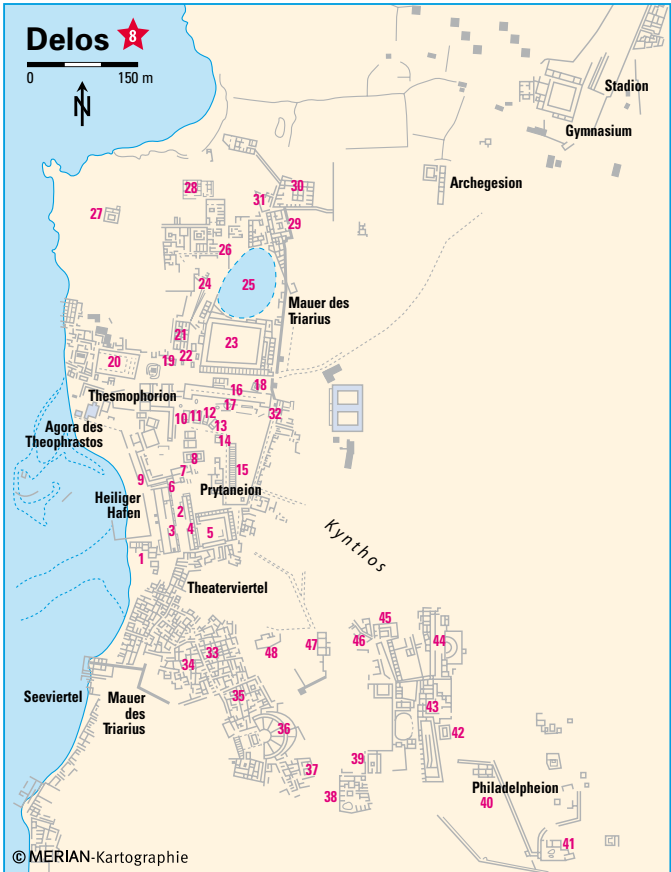 Delos 8
0 150 m
N
Stadion
Gymnasium
Archegesion
28
30
31
27
29
26
24
25
Mauer des
Triarius
21
23
22
19
20
18
16
Thesmophorion
17
10 11 12
32
13
14
Agora des
Theophrastos
8
7
15
9
6
Prytaneion
Heiliger
Hafen
2
3
4
5
Kynthos
1
Theaterviertel
45
46
44
47
48
33
34
35
Seeviertel
Mauer
des
Triarius
43
36
42
39
37
38
Philadelpheion
40
41
© MERIAN-Kartographie